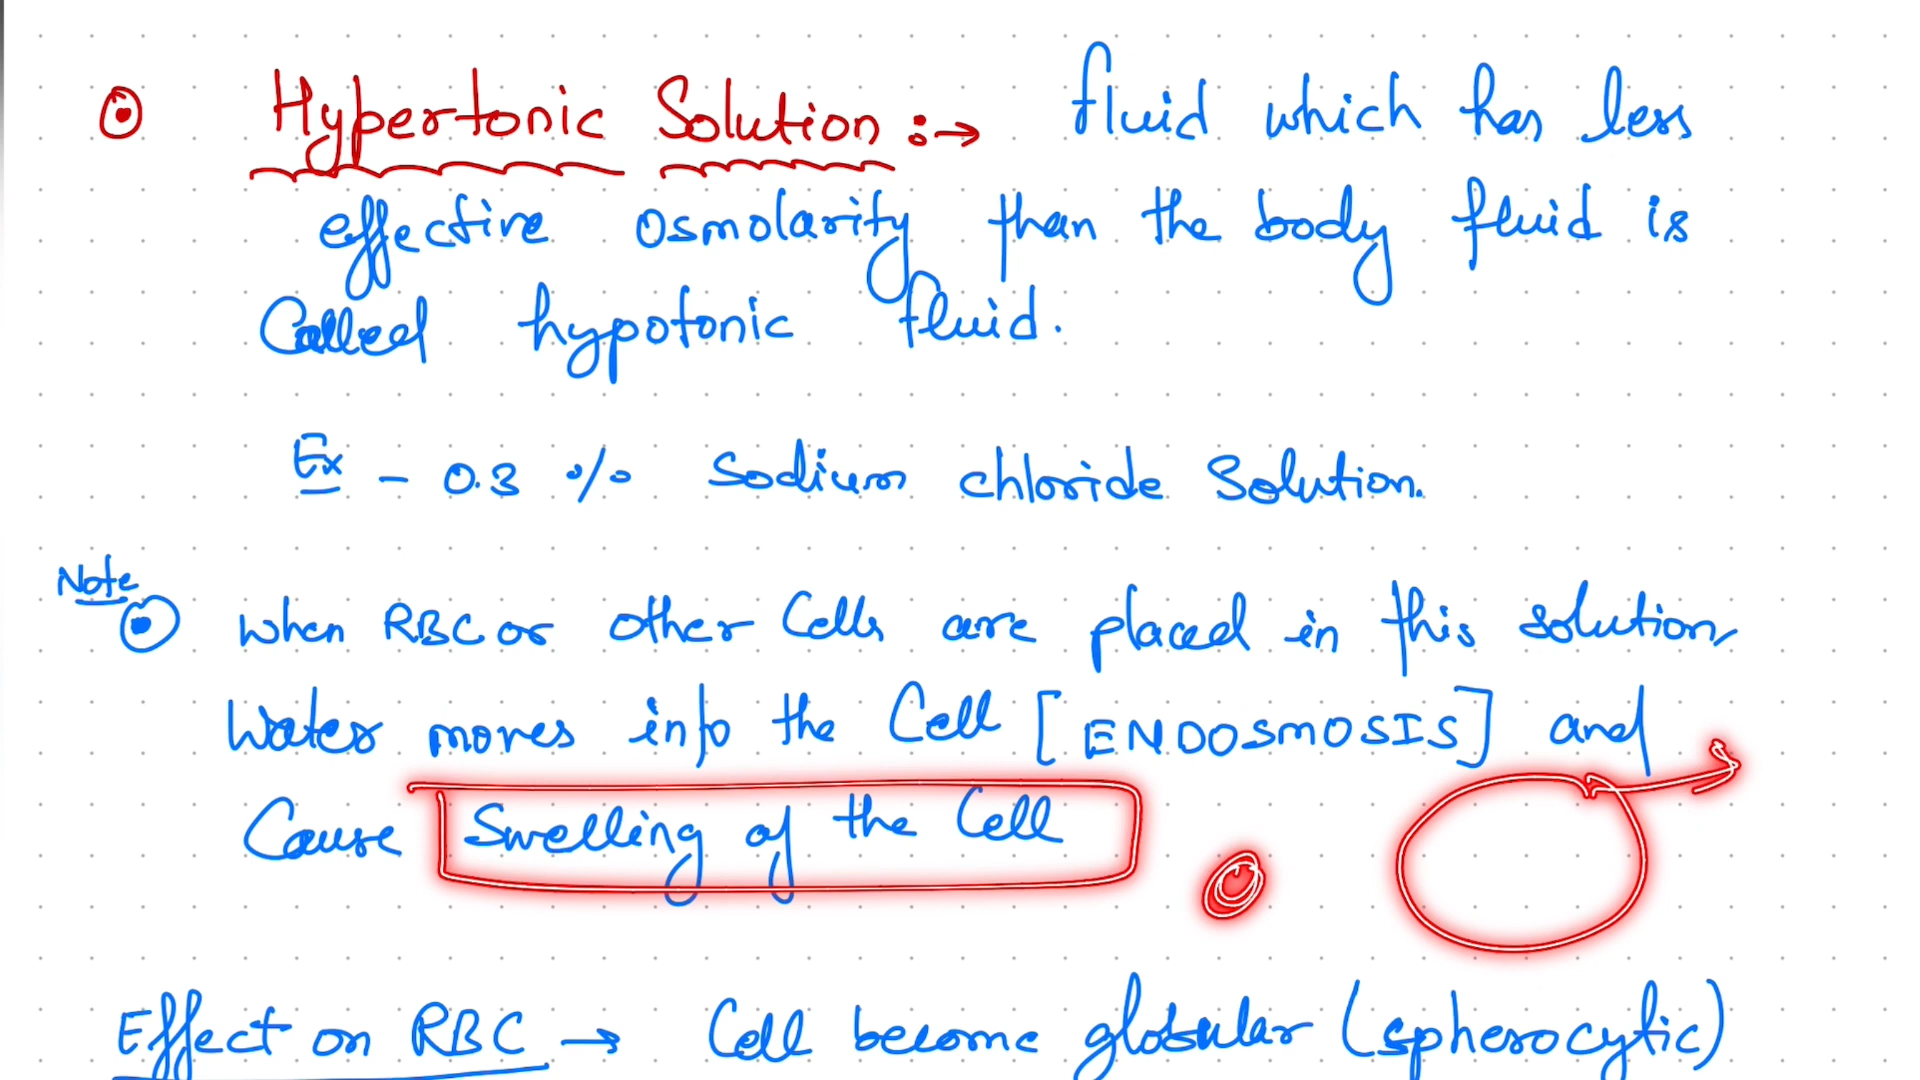 Hypertonic Solution :→ fluid which has less
effective osmolarity than the body fluid is
Called hypotonic fluid.
Ex - 0.3 % Sodium chloride Solution.
Note
When RBC or other Cells are placed in this solution,
Water moves into the Cell [ENDOSMOSIS] and
Cause Swelling of the Cell
Effect on RBC → Cell become globular (spherocytic)